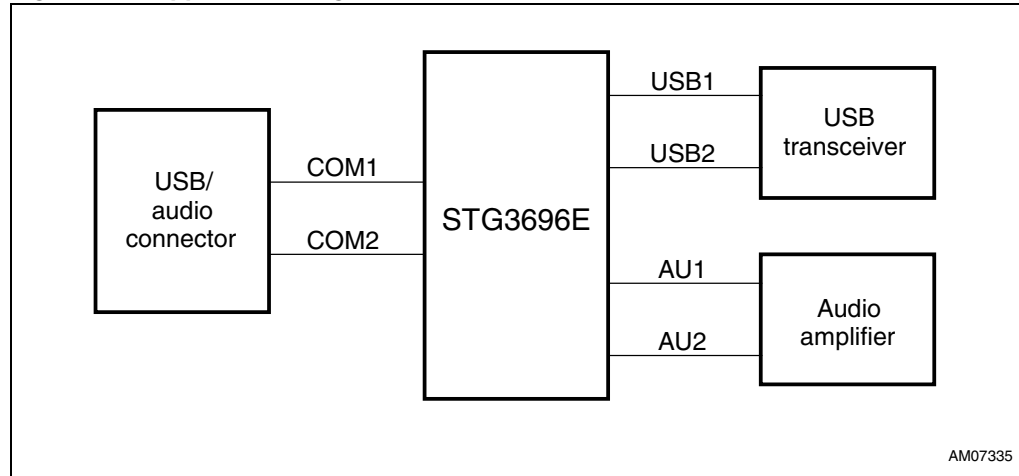 USB/
audio
connector
COM1
COM2
STG3696E
USB1
USB2
USB
transceiver
AU1
AU2
Audio
amplifier
AM07335